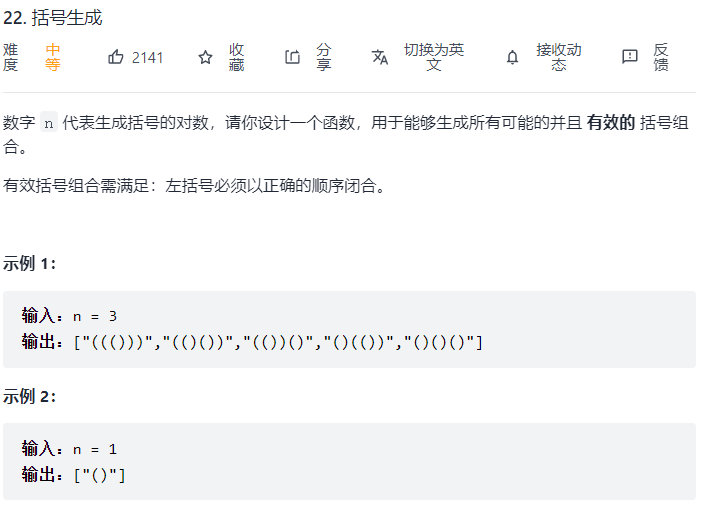 22. 括号生成
难度 中等 2141 收藏 分享 切换为英文 接收动态 反馈
数字 n 代表生成括号的对数，请你设计一个函数，用于能够生成所有可能的并且 有效的 括号组
合。
有效括号组合需满足：左括号必须以正确的顺序闭合。
示例 1：
输入：n = 3
输出：["((()))","(()())","(())()","()(())","()()()"]
示例 2：
输入：n = 1
输出：["()"]